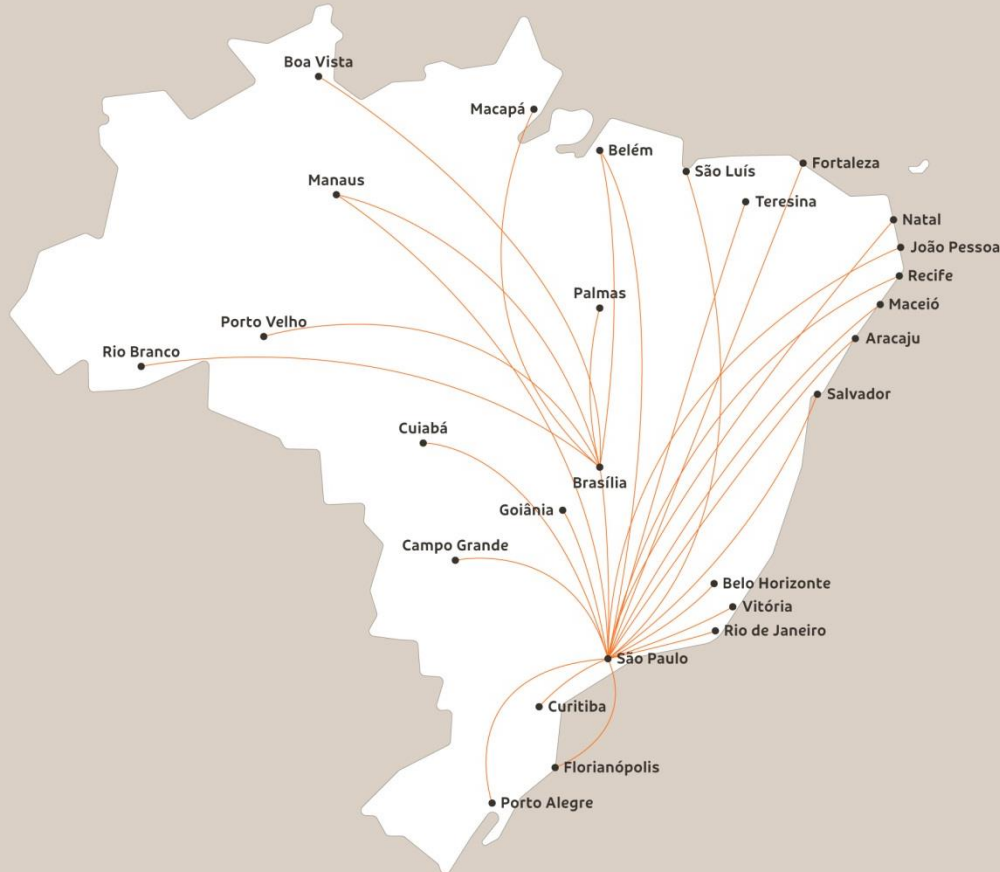 Boa Vista
Macapá
Belém
Fortaleza
São Luís
Manaus
Teresina
Natal
João Pessoa
Recife
Palmas
Maceió
Porto Velho
Aracaju
Rio Branco
Salvador
Cuiabá
Brasília
Goiânia
Campo Grande
Belo Horizonte
Vitória
Rio de Janeiro
São Paulo
Curitiba
Florianópolis
Porto Alegre